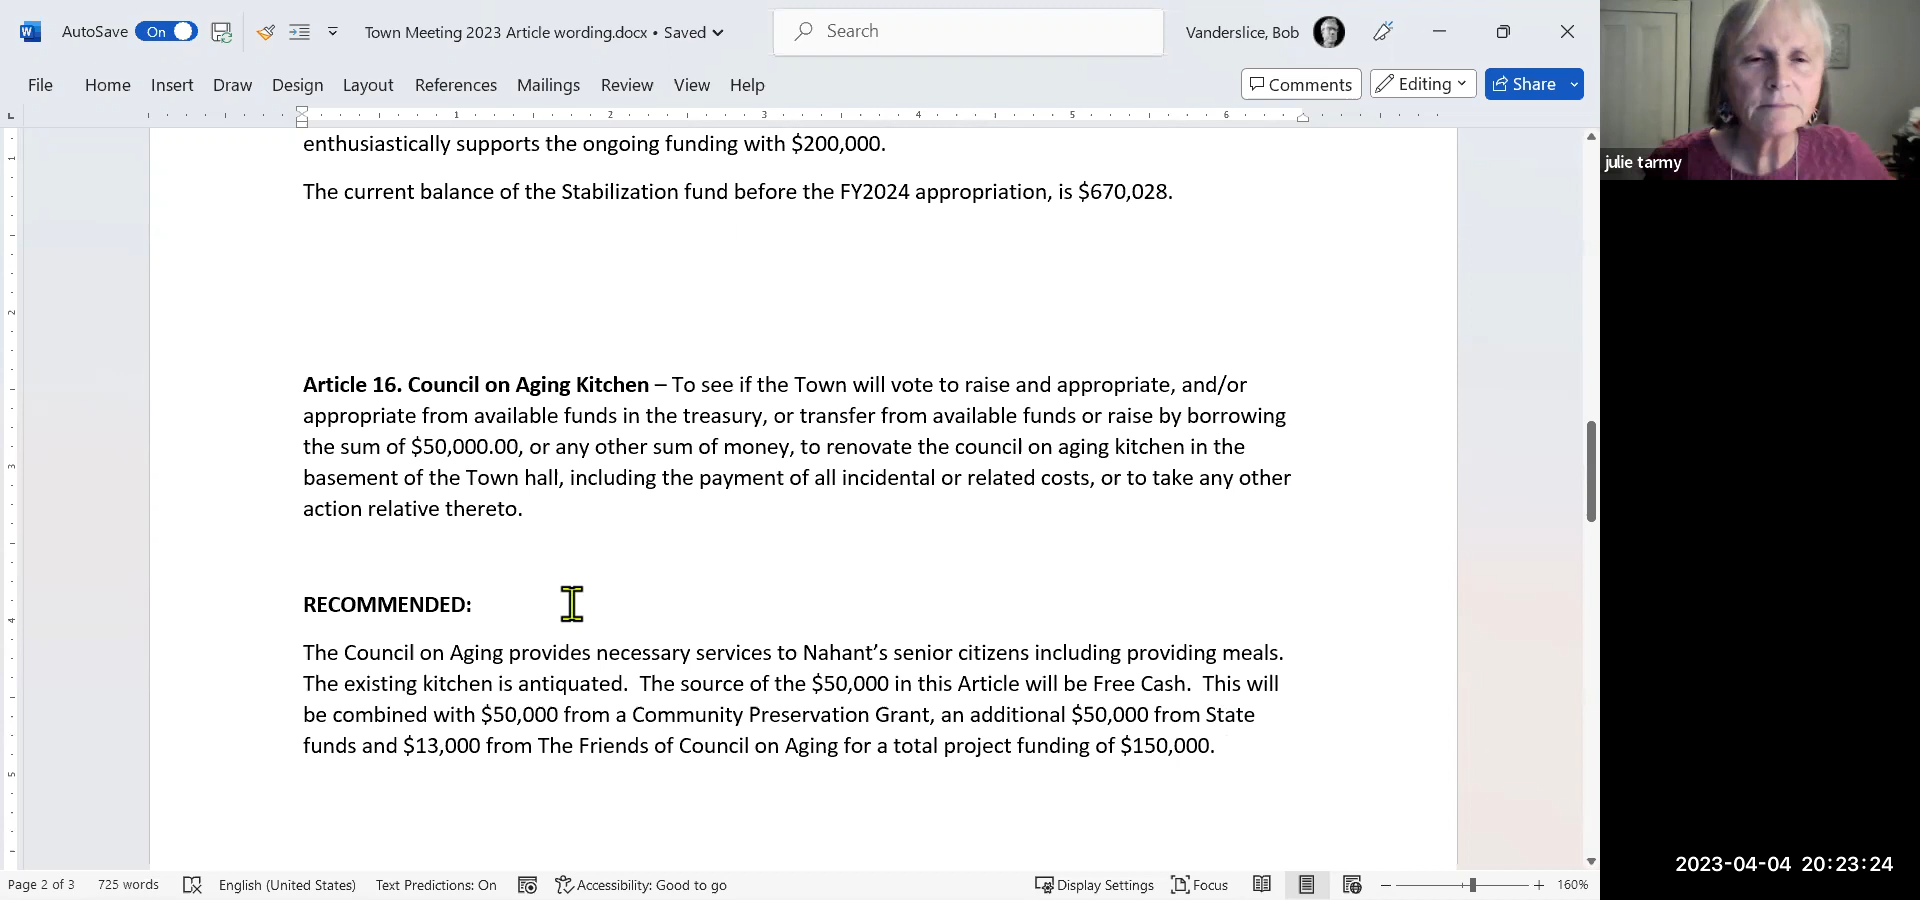 AutoSave On Town Meeting 2023 Article wording.docx • Saved Search Vanderslice, Bob
File Home Insert Draw Design Layout References Mailings Review View Help Comments Editing Share
1 2 3 4 5 6
enthusiastically supports the ongoing funding with $200,000.
The current balance of the Stabilization fund before the FY2024 appropriation, is $670,028.
Article 16. Council on Aging Kitchen – To see if the Town will vote to raise and appropriate, and/or
appropriate from available funds in the treasury, or transfer from available funds or raise by borrowing
the sum of $50,000.00, or any other sum of money, to renovate the council on aging kitchen in the
basement of the Town hall, including the payment of all incidental or related costs, or to take any other
action relative thereto.
RECOMMENDED:
The Council on Aging provides necessary services to Nahant’s senior citizens including providing meals.
The existing kitchen is antiquated.  The source of the $50,000 in this Article will be Free Cash.  This will
be combined with $50,000 from a Community Preservation Grant, an additional $50,000 from State
funds and $13,000 from The Friends of Council on Aging for a total project funding of $150,000.
1
2
3
4
5
Page 2 of 3 725 words English (United States) Text Predictions: On Accessibility: Good to go Display Settings Focus 160%
julie tarmy
2023-04-04 20:23:24